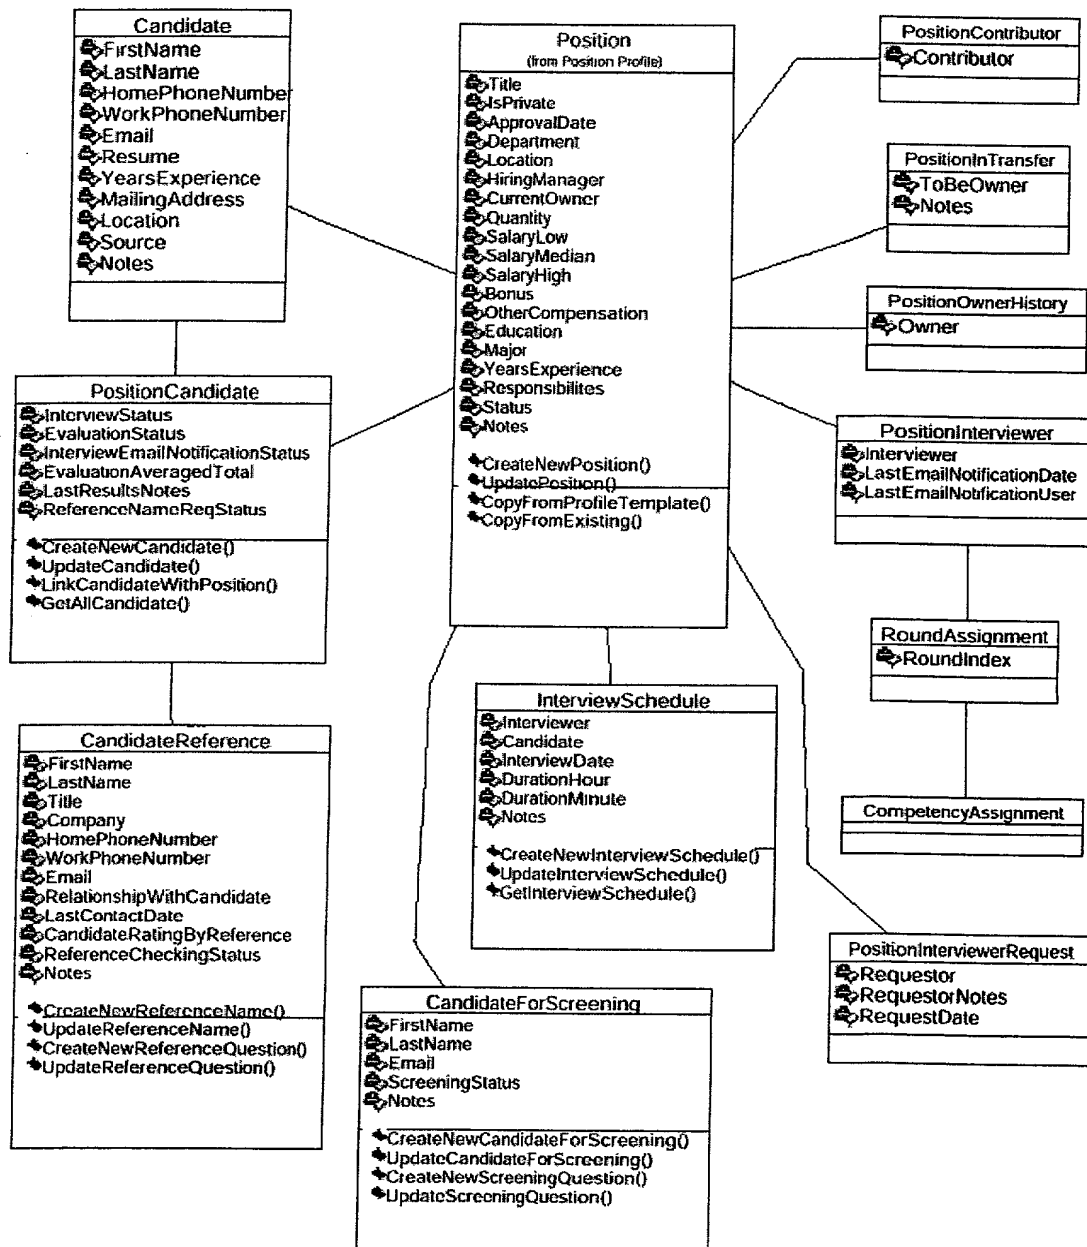 Candidate
FirstName
LastName
HomePhoneNumber
WorkPhoneNumber
Email
Resume
YearsExperience
MailingAddress
Location
Source
Notes
Position
(from Position Profile)
Title
IsPrivate
ApprovalDate
Department
Location
HiringManager
CurrentOwner
Quantity
SalaryLow
SalaryMedian
SalaryHigh
Bonus
OtherCompensation
Education
Major
YearsExperience
Responsibilites
Status
Notes
CreateNewPosition()
UpdatePosition()
CopyFromProfileTemplate()
CopyFromExisting()
PositionContributor
Contributor
PositionInTransfer
ToBeOwner
Notes
PositionOwnerHistory
Owner
PositionInterviewer
Interviewer
LastEmailNotificationDate
LastEmailNotificationUser
RoundAssignment
RoundIndex
CompetencyAssignment
PositionInterviewerRequest
Requestor
RequestorNotes
RequestDate
PositionCandidate
InterviewStatus
EvaluationStatus
InterviewEmailNotificationStatus
EvaluationAveragedTotal
LastResultsNotes
ReferenceNameReqStatus
CreateNewCandidate()
UpdateCandidate()
LinkCandidateWithPosition()
GetAllCandidate()
CandidateReference
FirstName
LastName
Title
Company
HomePhoneNumber
WorkPhoneNumber
Email
RelationshipWithCandidate
LastContactDate
CandidateRatingByReference
ReferenceCheckingStatus
Notes
CreateNewReferenceName()
UpdateReferenceName()
CreateNewReferenceQuestion()
UpdateReferenceQuestion()
InterviewSchedule
Interviewer
Candidate
InterviewDate
DurationHour
DurationMinute
Notes
CreateNewInterviewSchedule()
UpdateInterviewSchedule()
GetInterviewSchedule()
CandidateForScreening
FirstName
LastName
Email
ScreeningStatus
Notes
CreateNewCandidateForScreening()
UpdateCandidateForScreening()
CreateNewScreeningQuestion()
UpdateScreeningQuestion()